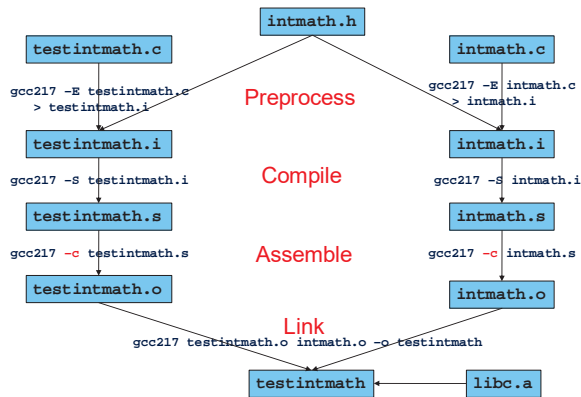 intmath.h
testintmath.c
intmath.c
gcc217 -E testintmath.c
> testintmath.i
Preprocess
gcc217 -E intmath.c
> intmath.i
testintmath.i
intmath.i
gcc217 -S testintmath.i
Compile
gcc217 -S intmath.i
testintmath.s
intmath.s
gcc217 -c testintmath.s
Assemble
gcc217 -c intmath.s
testintmath.o
intmath.o
Link
gcc217 testintmath.o intmath.o -o testintmath
testintmath
libc.a